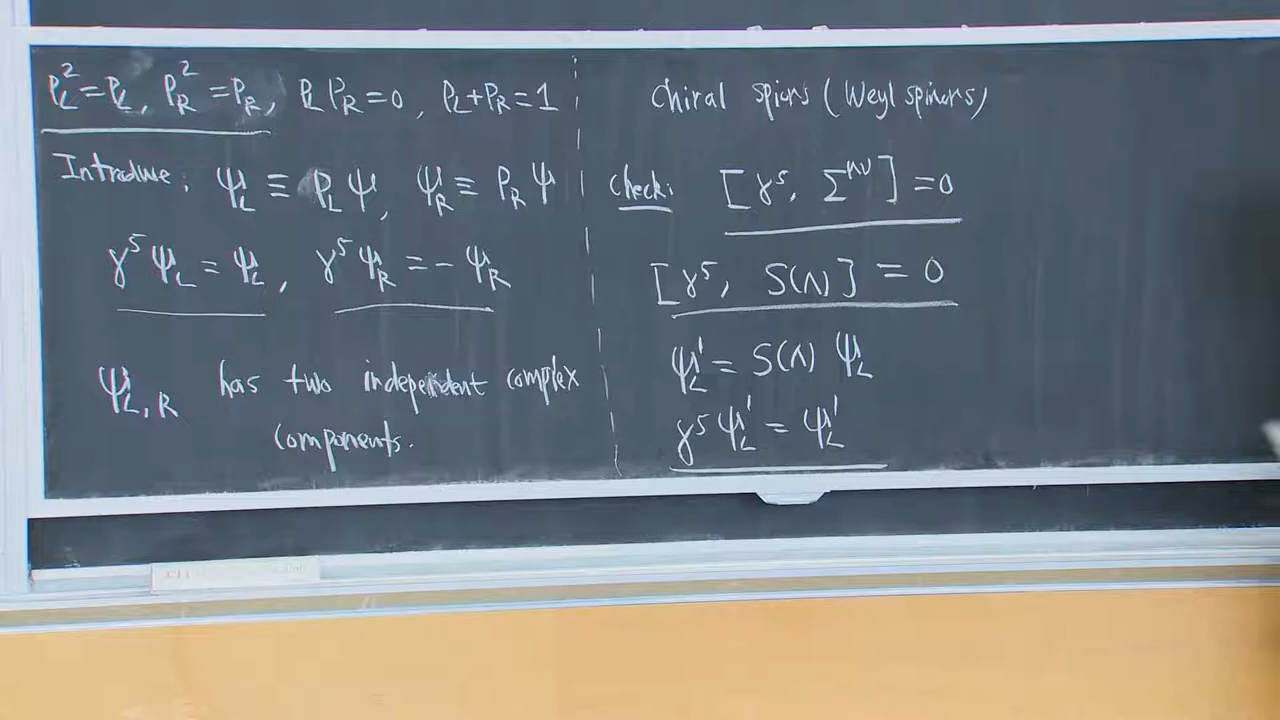 P_L^2 = P_L, P_R^2 = P_R, P_L P_R = 0, P_L + P_R = 1
Introduce: ψ_L ≡ P_L ψ, ψ_R ≡ P_R ψ
γ^5 ψ_L = ψ_L, γ^5 ψ_R = - ψ_R
ψ_{L,R} has two independent complex
components.
Chiral spinors (Weyl spinors)
Check: [γ^5, Σ^{μν}] = 0
[γ^5, S(Λ)] = 0
ψ_L' = S(Λ) ψ_L
γ^5 ψ_L' = ψ_L'